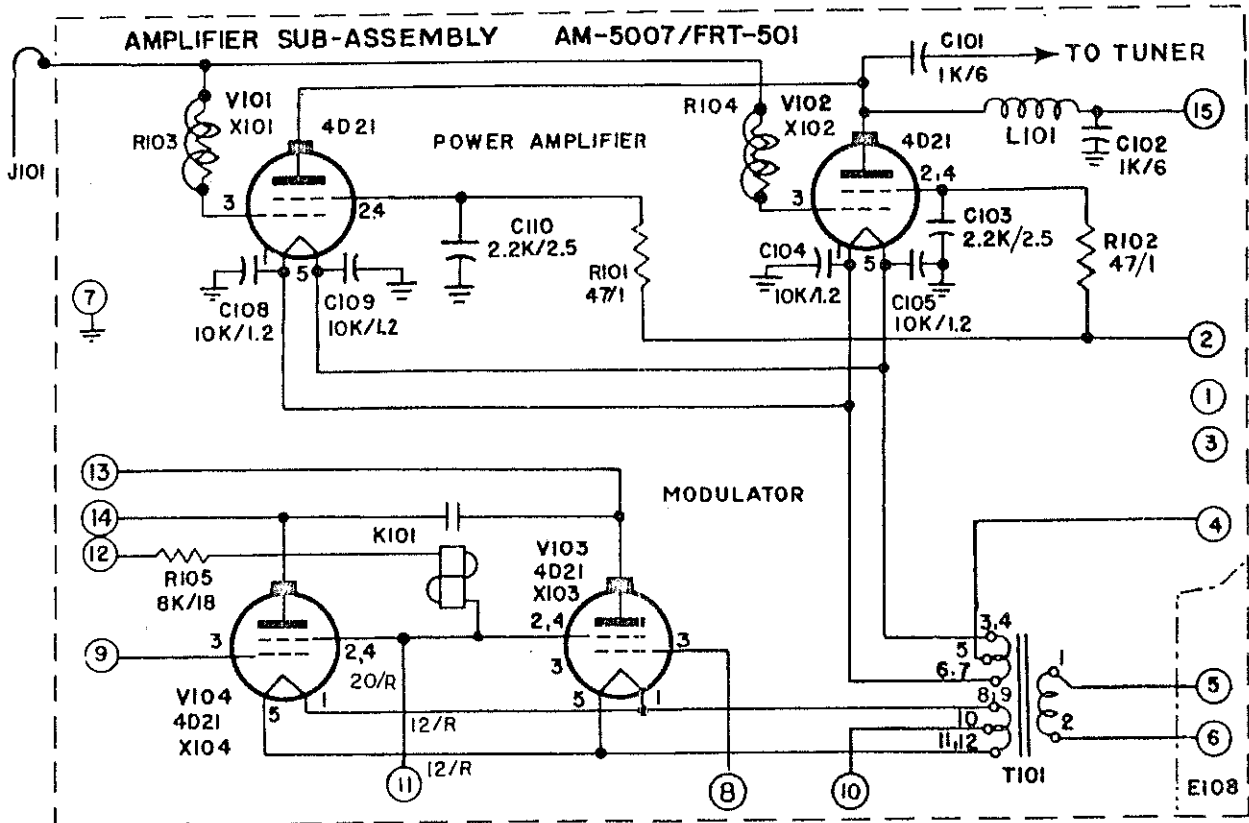 AMPLIFIER SUB-ASSEMBLY AM-5007/FRT-501
C101
1K/6
TO TUNER
J101
R103
V101
X101
4D21
POWER AMPLIFIER
R104
V102
X102
4D21
L101
15
C102
1K/6
3
2,4
1
5
C110
2.2K/2.5
R101
47/1
3
2,4
1
5
C103
2.2K/2.5
R102
47/1
C104
10K/1.2
C105
10K/1.2
C108
10K/1.2
C109
10K/1.2
7
2
1
3
13
14
12
MODULATOR
K101
R105
8K/18
V103
4D21
X103
4
9
3
2,4
20/R
5
1
V104
4D21
X104
12/R
12/R
2,4
3
3
5
1
11
8
10
3,4
5
6,7
8,9
10
11,12
1
2
T101
5
6
E108